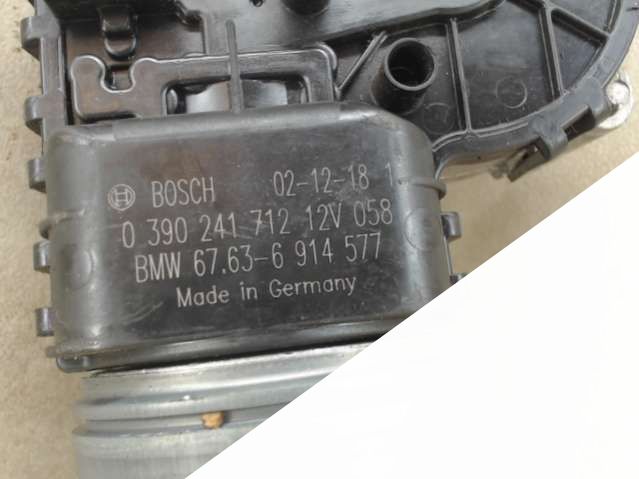 BOSCH 02-12-18 1
0 390 241 712 12V 058
BMW 67.63-6 914 577
Made in Germany